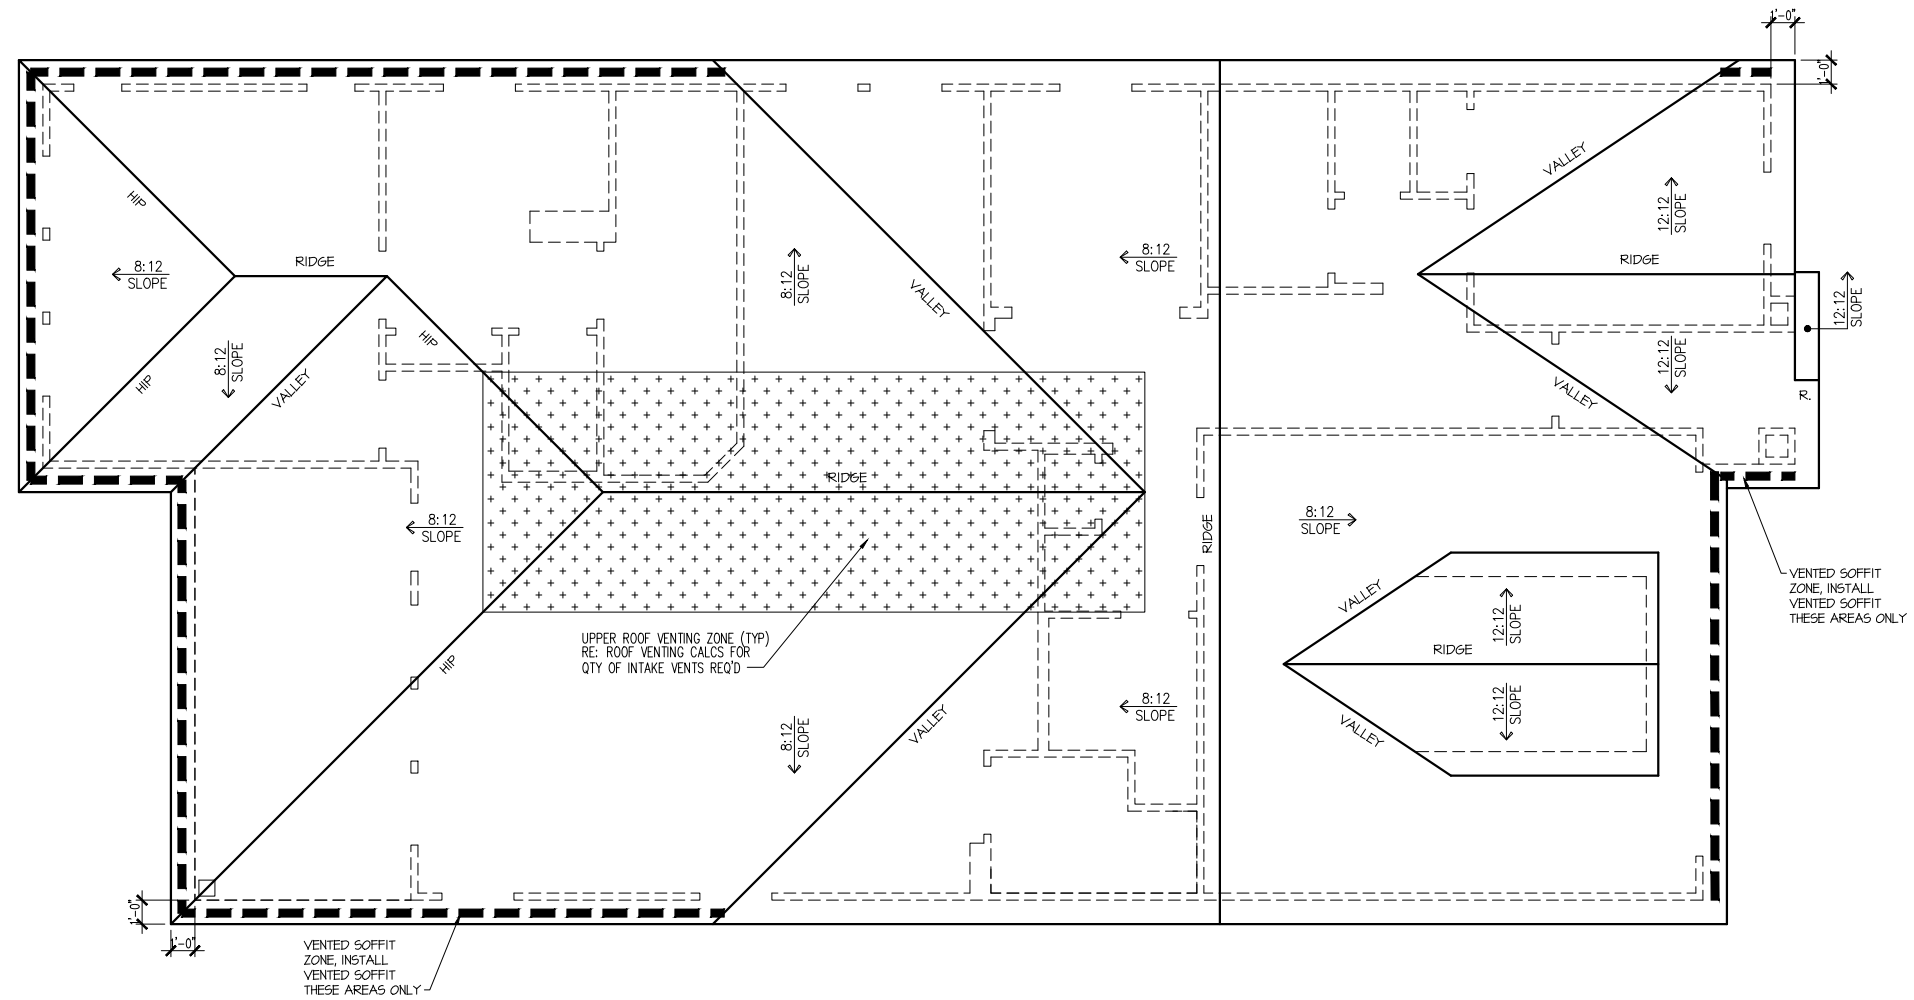 1'-0"
1'-0"
VALLEY
HIP
12:12
SLOPE
8:12
SLOPE
8:12
SLOPE
8:12
SLOPE
RIDGE
RIDGE
12:12
SLOPE
VALLEY
HIP
8:12
SLOPE
12:12
SLOPE
HIP
VALLEY
VALLEY
R.
RIDGE
8:12
SLOPE
8:12
SLOPE
RIDGE
VENTED SOFFIT
ZONE, INSTALL
VENTED SOFFIT
THESE AREAS ONLY
VALLEY
12:12
SLOPE
UPPER ROOF VENTING ZONE (TYP)
RE: ROOF VENTING CALCS FOR
QTY OF INTAKE VENTS REQ'D
HIP
RIDGE
8:12
SLOPE
12:12
SLOPE
8:12
SLOPE
VALLEY
VALLEY
1'-0"
1'-0"
VENTED SOFFIT
ZONE, INSTALL
VENTED SOFFIT
THESE AREAS ONLY